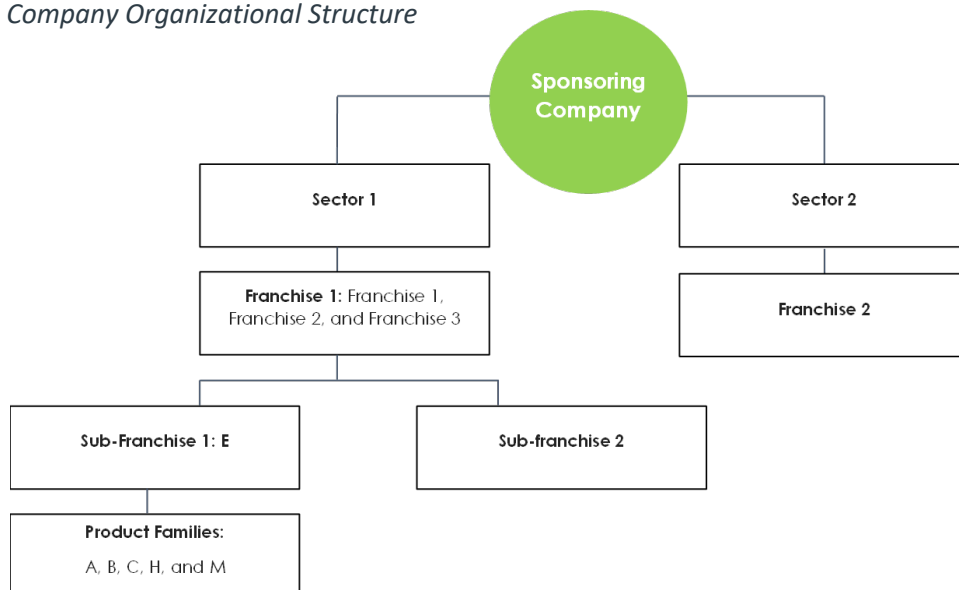 Company Organizational Structure
Sponsoring
Company
Sector 1
Sector 2
Franchise 1: Franchise 1,
Franchise 2, and Franchise 3
Franchise 2
Sub-Franchise 1: E
Sub-franchise 2
Product Families:
A, B, C, H, and M